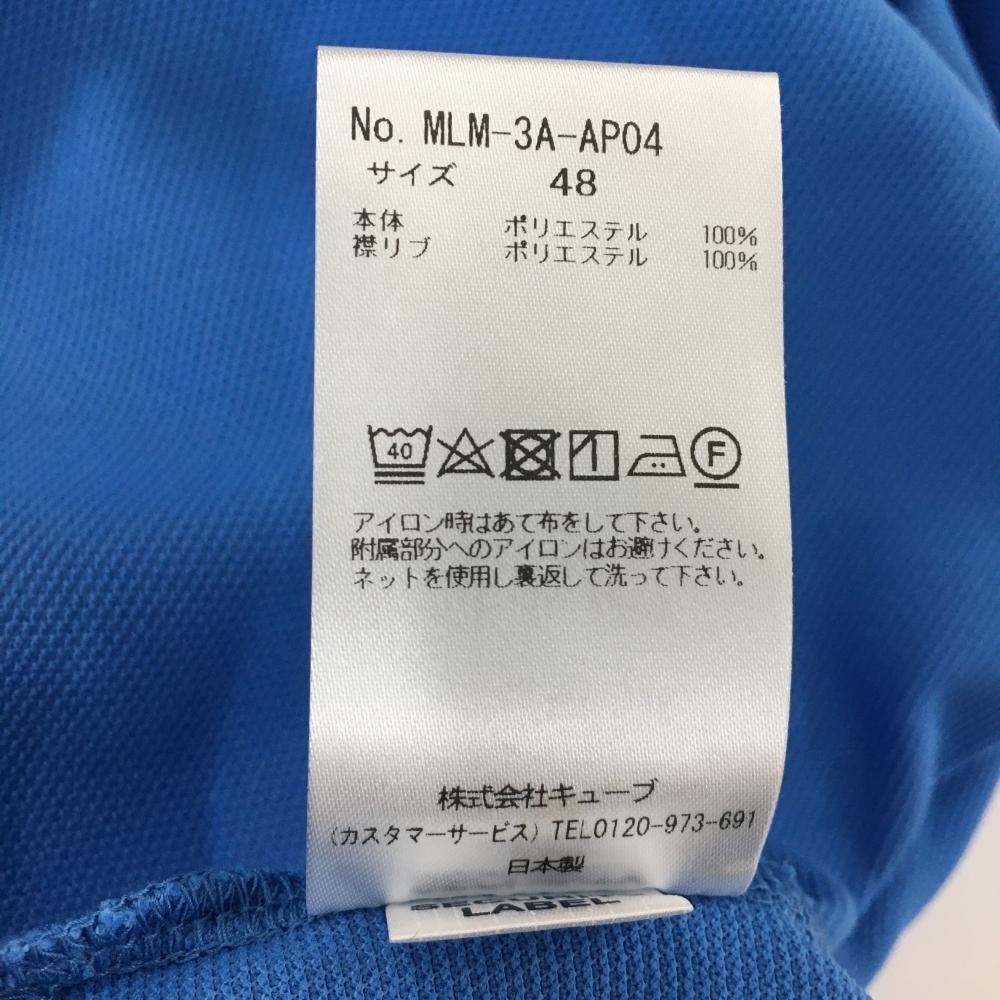 No. MLM-3A-AP04
サイズ 48
本体 ポリエステル 100%
襟リブ ポリエステル 100%
40 F
アイロン時はあて布をして下さい。
附属部分へのアイロンはお避けください。
ネットを使用し裏返して洗って下さい。
株式会社キューブ
(カスタマーサービス) TEL0120-973-691
日本製
LABEL